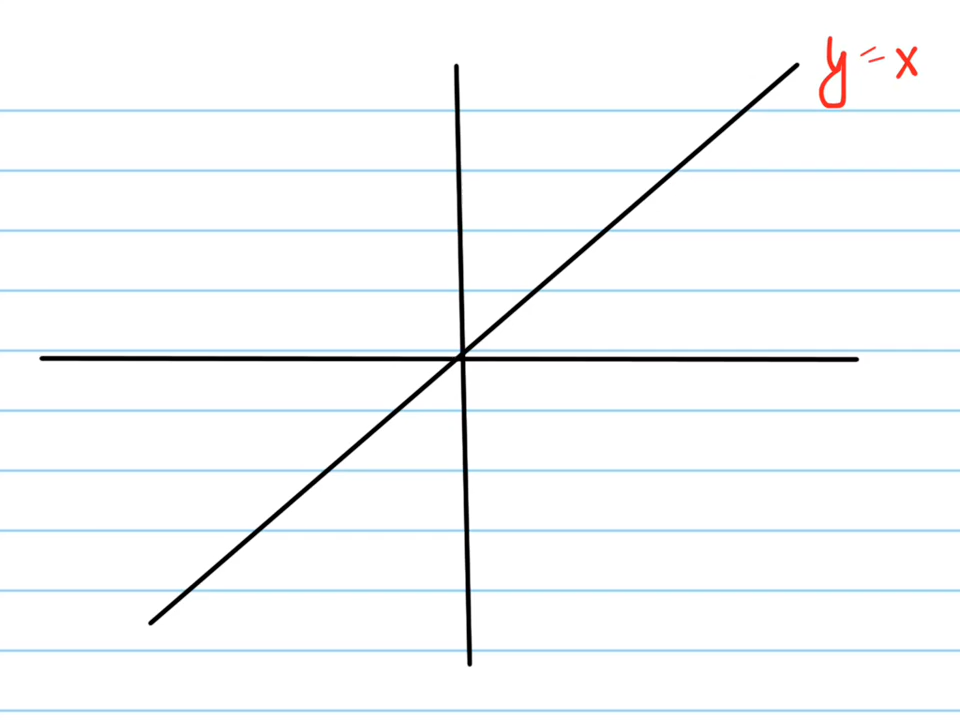 y = x